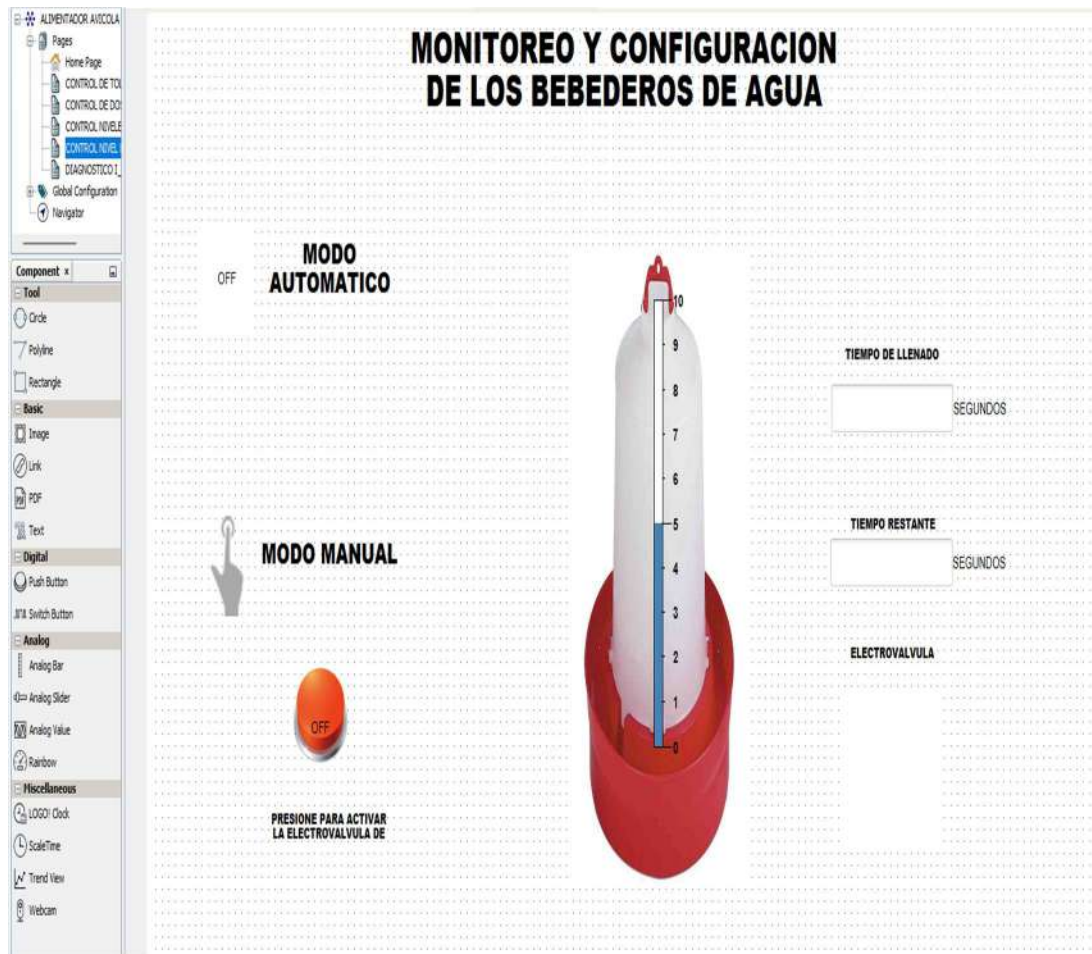 ALIMENTADOR AVICOLA
Pages
Home Page
CONTROL DE TOL
CONTROL DE DOS
CONTROL NIVELE
CONTROL NIVEL
DIAGNOSTICO I_
Global Configuration
Navigator
Component x
Tool
Circle
Polyline
Rectangle
Basic
Image
Link
PDF
Text
Digital
Push Button
Switch Button
Analog
Analog Bar
Analog Slider
Analog Value
Rainbow
Miscellaneous
LOGO! Clock
ScaleTime
Trend View
Webcam
MONITOREO Y CONFIGURACION
DE LOS BEBEDEROS DE AGUA
OFF
MODO
AUTOMATICO
MODO MANUAL
OFF
PRESIONE PARA ACTIVAR
LA ELECTROVALVULA DE
10
9
8
7
6
5
4
3
2
1
0
TIEMPO DE LLENADO
SEGUNDOS
TIEMPO RESTANTE
SEGUNDOS
ELECTROVALVULA